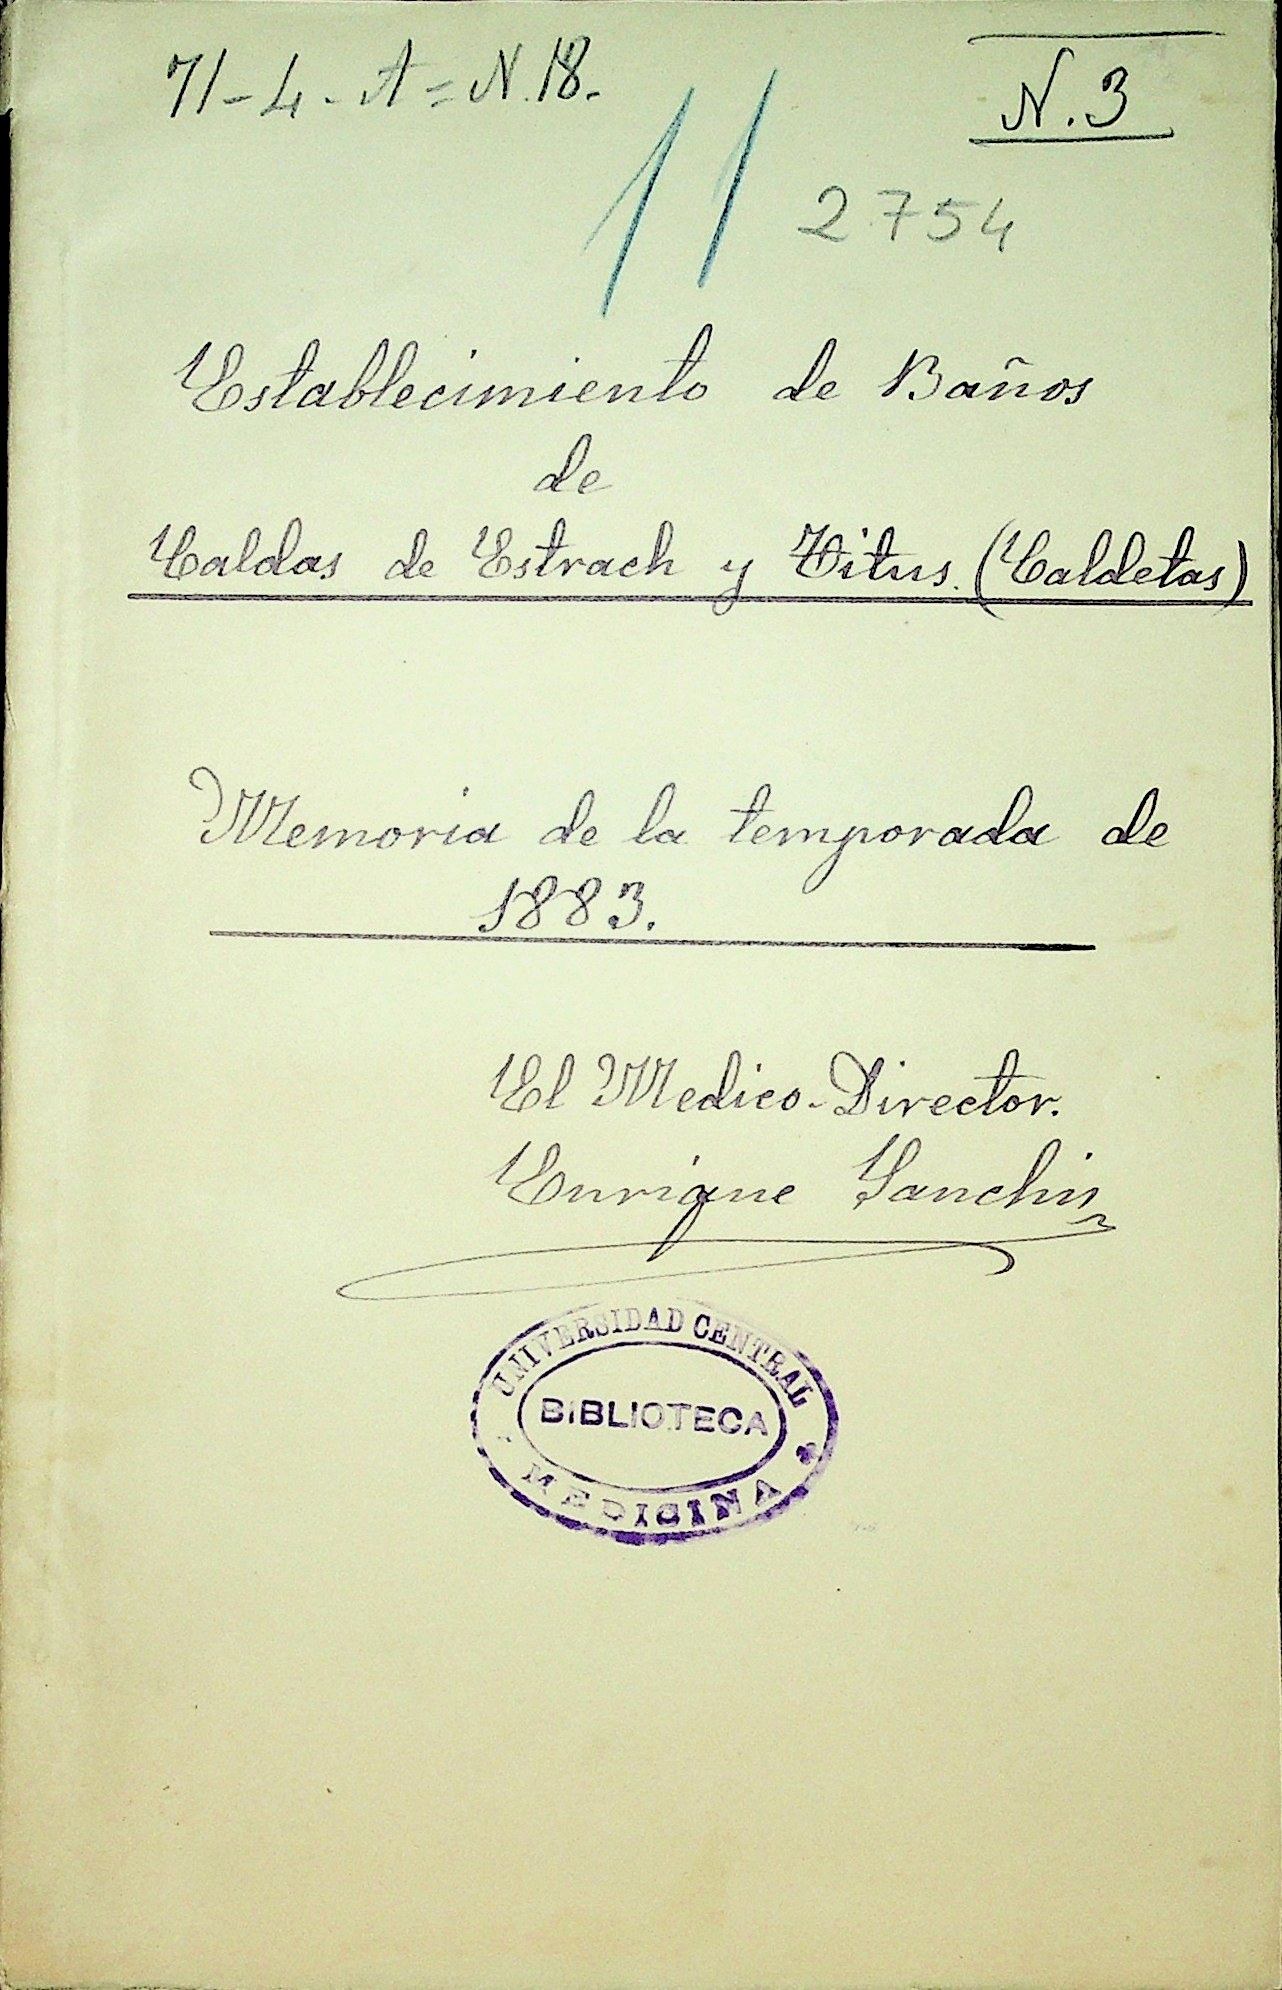 71-4-A=N.18.
N.3
11
2754
Establecimiento de Baños
de
Caldas de Estrach y Titus. (Caldetas)
Memoria de la temporada de
1883.
El Medico-Director.
Enrique Sanchis
UNIVERSIDAD CENTRAL
BIBLIOTECA
MEDICINA